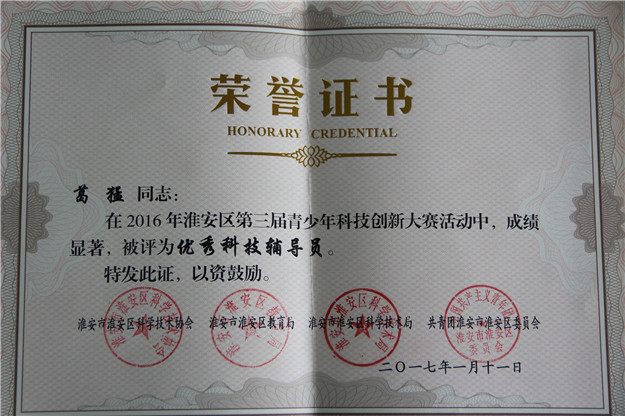 荣誉证书
HONORARY CREDENTIAL
葛猛 同志：
在2016年淮安区第三届青少年科技创新大赛活动中，成绩
显著，被评为优秀科技辅导员。
特发此证，以资鼓励。
淮安市淮安区科学技术协会 淮安市淮安区教育局 淮安市淮安区科学技术局 共青团淮安市淮安区委员会
二〇一七年一月十一日